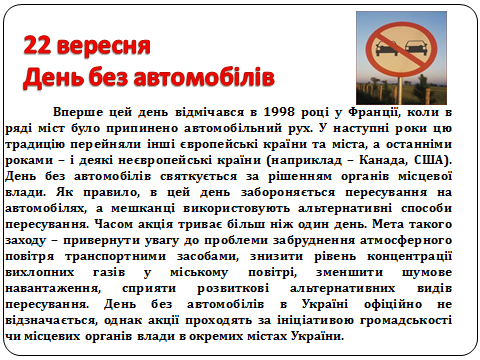 22 вересня
День без автомобілів
Вперше цей день відмічався в 1998 році у Франції, коли в
ряді міст було припинено автомобільний рух. У наступні роки цю
традицію перейняли інші європейські країни та міста, а останніми
роками – і деякі неєвропейські країни (наприклад – Канада, США).
День без автомобілів святкується за рішенням органів місцевої
влади. Як правило, в цей день забороняється пересування на
автомобілях, а мешканці використовують альтернативні способи
пересування. Часом акція триває більш ніж один день. Мета такого
заходу – привернути увагу до проблеми забруднення атмосферного
повітря транспортними засобами, знизити рівень концентрації
вихлопних газів у міському повітрі, зменшити шумове
навантаження, сприяти розвиткові альтернативних видів
пересування. День без автомобілів в Україні офіційно не
відзначається, однак акції проходять за ініціативою громадськості
чи місцевих органів влади в окремих містах України.